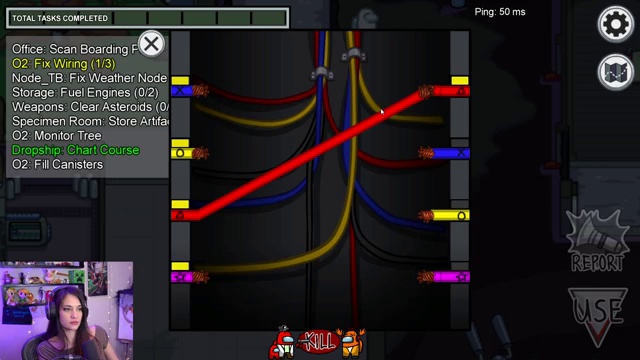 TOTAL TASKS COMPLETED
Ping: 50 ms
Office: Scan Boarding P
O2: Fix Wiring (1/3)
Node_TB: Fix Weather Node
Storage: Fuel Engines (0/2)
Weapons: Clear Asteroids (0/
Specimen Room: Store Artifa
O2: Monitor Tree
Dropship: Chart Course
O2: Fill Canisters
REPORT
USE
KILL